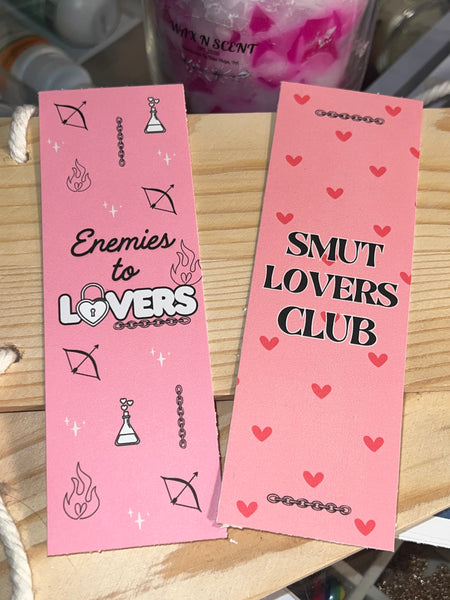 WAX N SCENT
Enemies
to
LOVERS
SMUT
LOVERS
CLUB